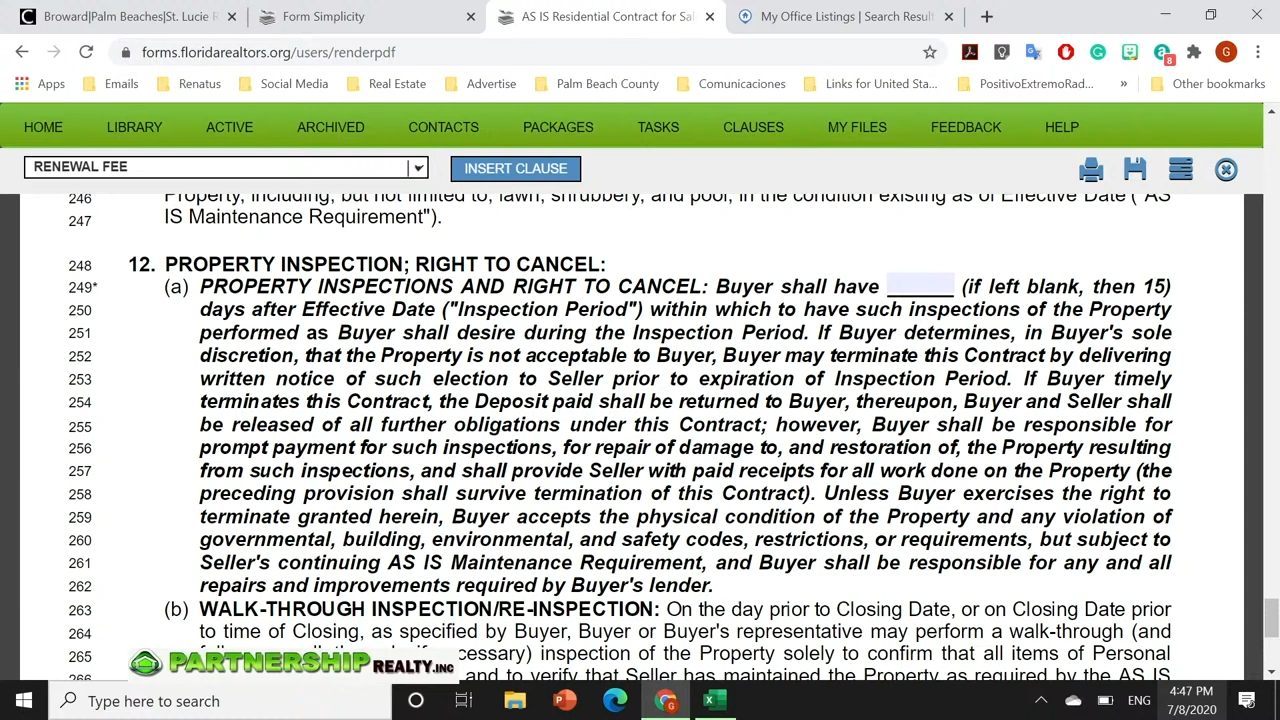 Broward|Palm Beaches|St. Lucie R
Form Simplicity
AS IS Residential Contract for Sal
My Office Listings | Search Result
forms.floridarealtors.org/users/renderpdf
8
G
Apps
Emails
Renatus
Social Media
Real Estate
Advertise
Palm Beach County
Comunicaciones
Links for United Sta...
PositivoExtremoRad...
»
Other bookmarks
HOME
LIBRARY
ACTIVE
ARCHIVED
CONTACTS
PACKAGES
TASKS
CLAUSES
MY FILES
FEEDBACK
HELP
RENEWAL FEE
INSERT CLAUSE
246 Property, including, but not limited to, lawn, shrubbery, and pool, in the condition existing as of Effective Date ("AS
247 IS Maintenance Requirement").
248 12. PROPERTY INSPECTION; RIGHT TO CANCEL:
249* (a) PROPERTY INSPECTIONS AND RIGHT TO CANCEL: Buyer shall have ______ (if left blank, then 15)
250 days after Effective Date ("Inspection Period") within which to have such inspections of the Property
251 performed as Buyer shall desire during the Inspection Period. If Buyer determines, in Buyer's sole
252 discretion, that the Property is not acceptable to Buyer, Buyer may terminate this Contract by delivering
253 written notice of such election to Seller prior to expiration of Inspection Period. If Buyer timely
254 terminates this Contract, the Deposit paid shall be returned to Buyer, thereupon, Buyer and Seller shall
255 be released of all further obligations under this Contract; however, Buyer shall be responsible for
256 prompt payment for such inspections, for repair of damage to, and restoration of, the Property resulting
257 from such inspections, and shall provide Seller with paid receipts for all work done on the Property (the
258 preceding provision shall survive termination of this Contract). Unless Buyer exercises the right to
259 terminate granted herein, Buyer accepts the physical condition of the Property and any violation of
260 governmental, building, environmental, and safety codes, restrictions, or requirements, but subject to
261 Seller's continuing AS IS Maintenance Requirement, and Buyer shall be responsible for any and all
262 repairs and improvements required by Buyer's lender.
263 (b) WALK-THROUGH INSPECTION/RE-INSPECTION: On the day prior to Closing Date, or on Closing Date prior
264 to time of Closing, as specified by Buyer, Buyer or Buyer's representative may perform a walk-through (and
265 cessary) inspection of the Property solely to confirm that all items of Personal
266 and to verify that Seller has maintained the Property as required by the AS IS
PARTNERSHIP REALTY.INC
Type here to search
ENG
4:47 PM
7/8/2020